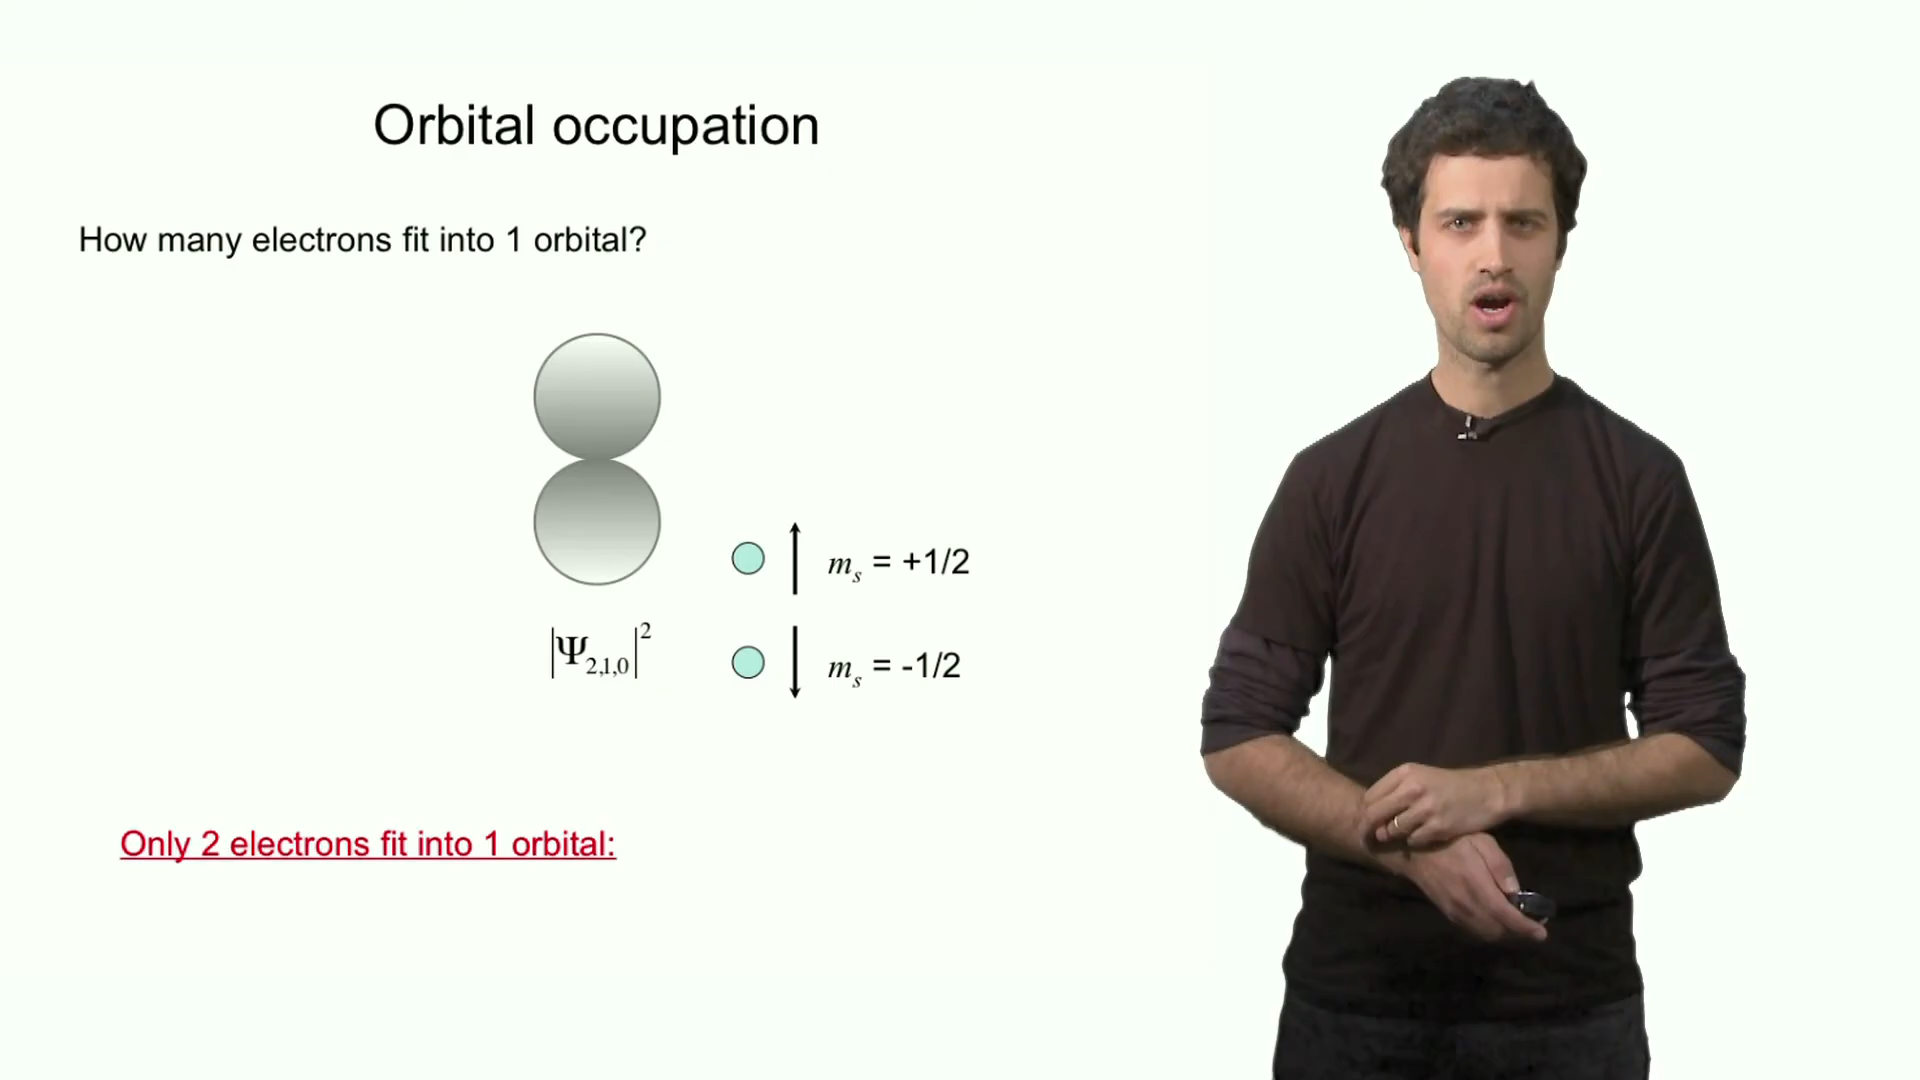 Orbital occupation
How many electrons fit into 1 orbital?
mₛ = +1/2
|Ψ₂,₁,₀|²
mₛ = -1/2
Only 2 electrons fit into 1 orbital: